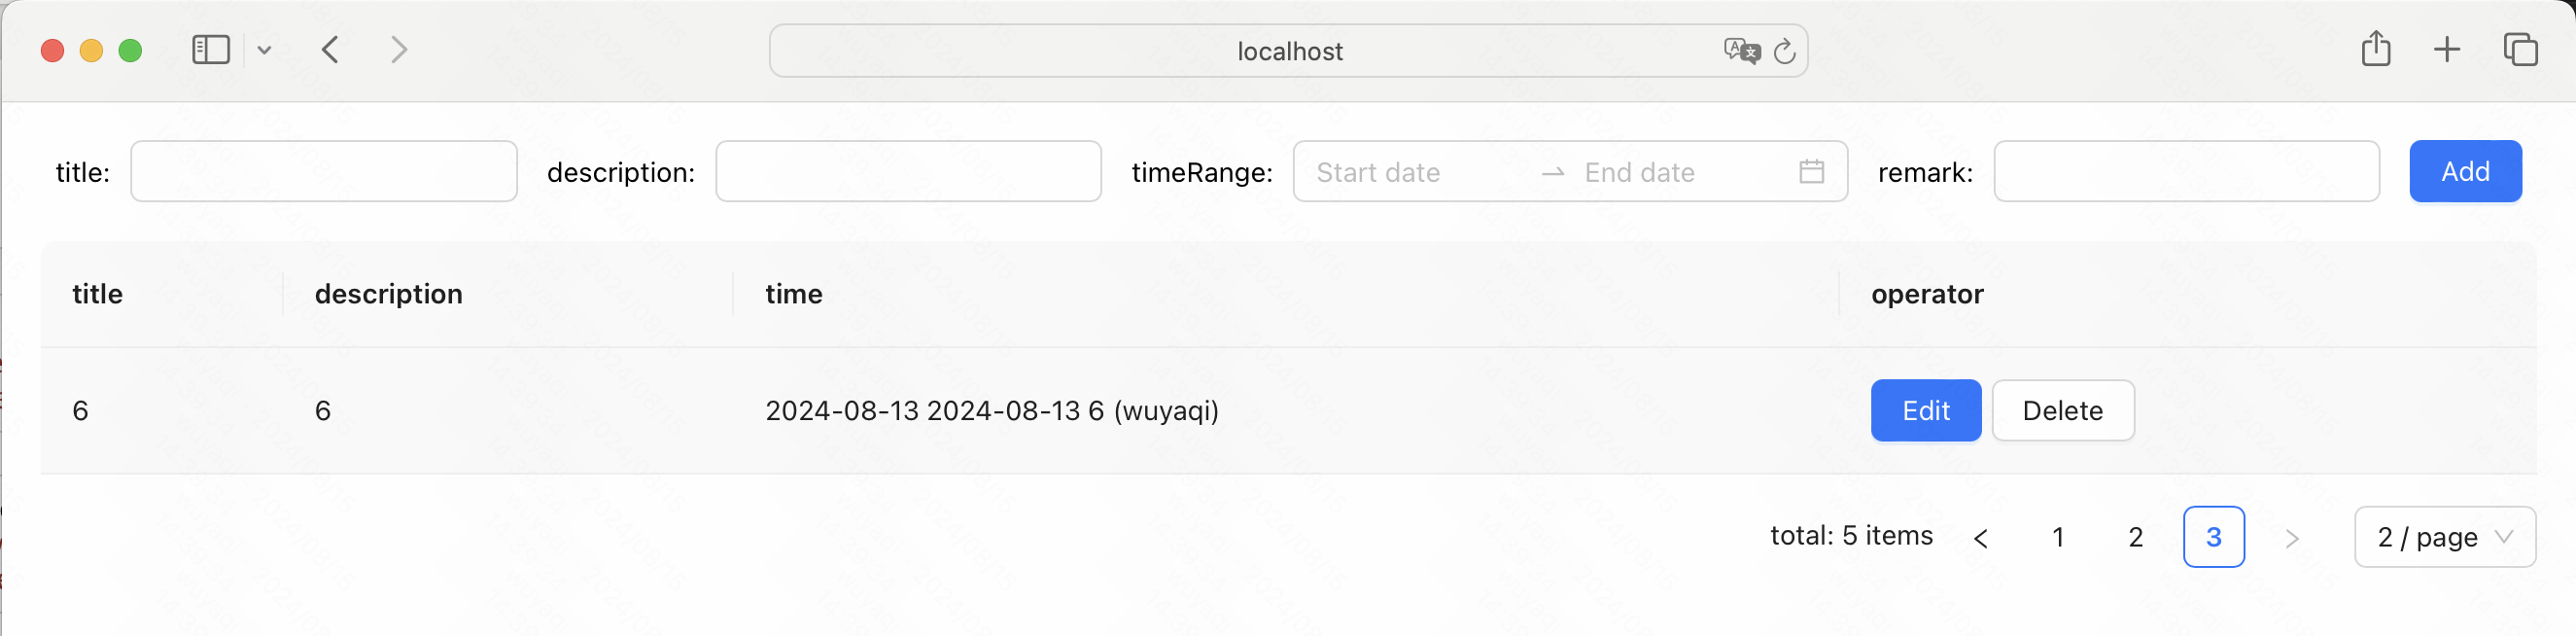 localhost
title: description: timeRange: Start date End date remark: Add
title description time operator
6 6 2024-08-13 2024-08-13 6 (wuyaqi) Edit Delete
total: 5 items < 1 2 3 > 2 / page